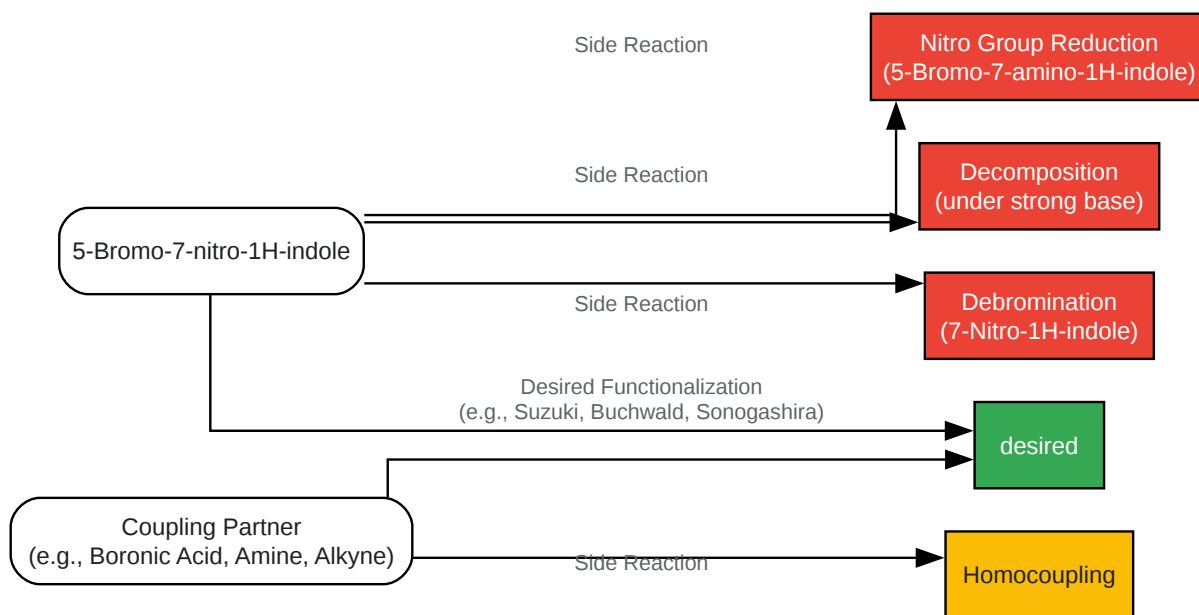 Side Reaction
Nitro Group Reduction
(5-Bromo-7-amino-1H-indole)
Side Reaction
Decomposition
(under strong base)
5-Bromo-7-nitro-1H-indole
Side Reaction
Debromination
(7-Nitro-1H-indole)
Desired Functionalization
(e.g., Suzuki, Buchwald, Sonogashira)
desired
Coupling Partner
(e.g., Boronic Acid, Amine, Alkyne)
Side Reaction
Homocoupling